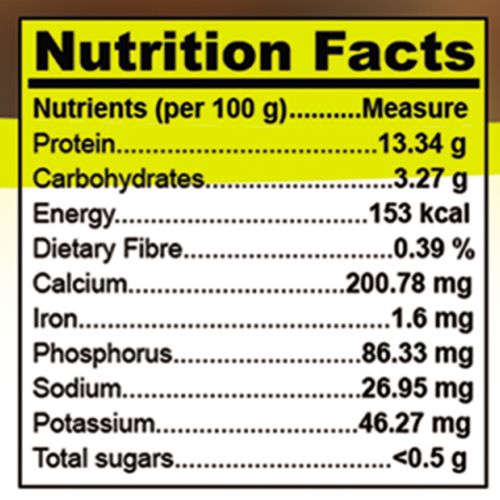 Nutrition Facts
Nutrients (per 100 g)..........Measure
Protein.....................................13.34 g
Carbohydrates..........................3.27 g
Energy...................................153 kcal
Dietary Fibre.............................0.39 %
Calcium..............................200.78 mg
Iron..........................................1.6 mg
Phosphorus.........................86.33 mg
Sodium.................................26.95 mg
Potassium............................46.27 mg
Total sugars..............................<0.5 g